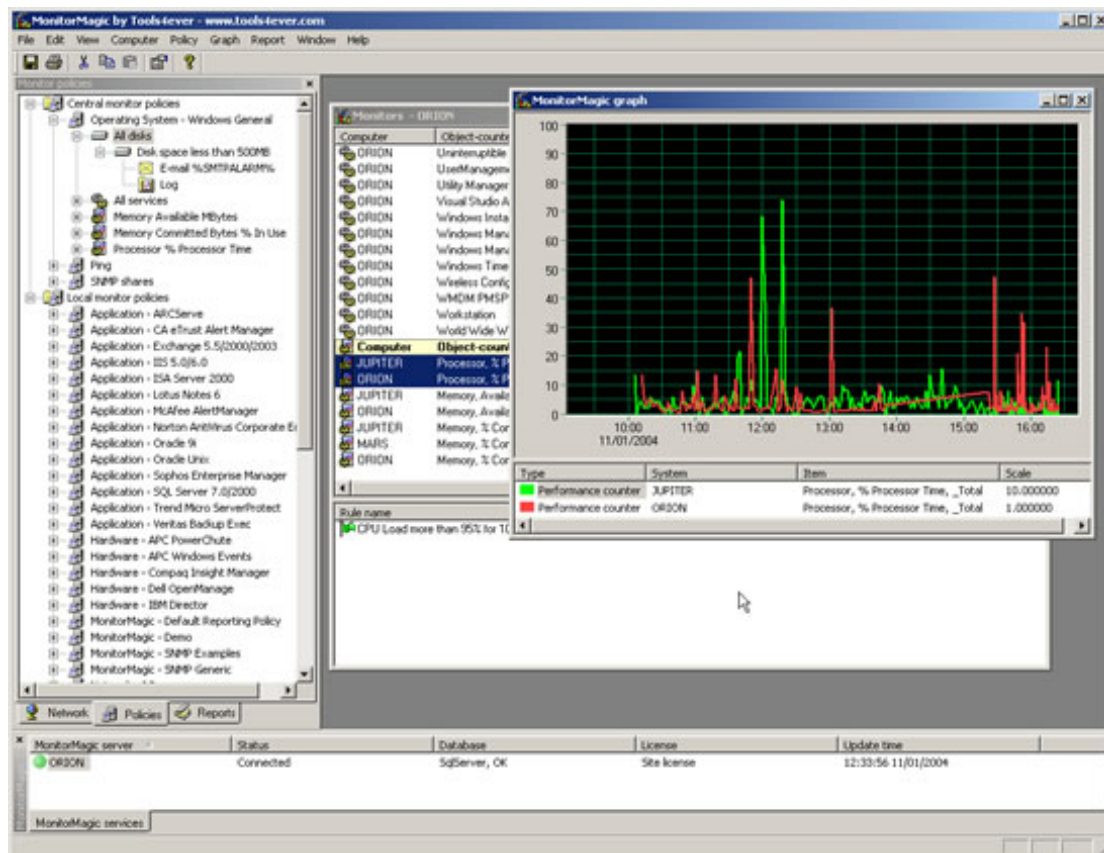 MonitorMagic by Tools4ever - www.tools4ever.com
File Edit View Computer Policy Graph Report Window Help
Monitor policies
Central monitor policies
Operating System - Windows General
All disks
Disk space less than 500MB
E-mail %SMTPALARM%
Log
All services
Memory Available MBytes
Memory Committed Bytes % In Use
Processor % Processor Time
Ping
SNMP shares
Local monitor policies
Application - ARCServe
Application - CA eTrust Alert Manager
Application - Exchange 5.5/2000/2003
Application - IIS 5.0/6.0
Application - ISA Server 2000
Application - Lotus Notes 6
Application - McAfee AlertManager
Application - Norton AntiVirus Corporate
Application - Oracle 9i
Application - Oracle Unix
Application - Sophos Enterprise Manager
Application - SQL Server 7.0/2000
Application - Trend Micro ServerProtect
Application - Veritas Backup Exec
Hardware - APC PowerChute
Hardware - APC Windows Events
Hardware - Compaq Insight Manager
Hardware - Dell OpenManage
Hardware - IBM Director
MonitorMagic - Default Reporting Policy
MonitorMagic - Demo
MonitorMagic - SNMP Examples
MonitorMagic - SNMP Generic
Network Policies Reports
Monitors - ORION
Computer Object-counte
ORION Uninterruptible
ORION UserManagem
ORION Utility Manager
ORION Visual Studio A
ORION Windows Insta
ORION Windows Mana
ORION Windows Mana
ORION Windows Time
ORION Wireless Config
ORION WMDM PMSP
ORION Workstation
ORION World Wide W
Computer Object-coun
JUPITER Processor, % P
ORION Processor, % P
JUPITER Memory, Availa
ORION Memory, Availa
JUPITER Memory, % Cor
MARS Memory, % Cor
ORION Memory, % Cor
Rule name
CPU Load more than 95% for 10
MonitorMagic graph
100
90
80
70
60
50
40
30
20
10
0
10:00 11:00 12:00 13:00 14:00 15:00 16:00
11/01/2004
Type System Item Scale
Performance counter JUPITER Processor, % Processor Time, _Total 10.000000
Performance counter ORION Processor, % Processor Time, _Total 1.000000
MonitorMagic server Status Database License Update time
ORION Connected SqlServer, OK Site license 12:33:56 11/01/2004
MonitorMagic services